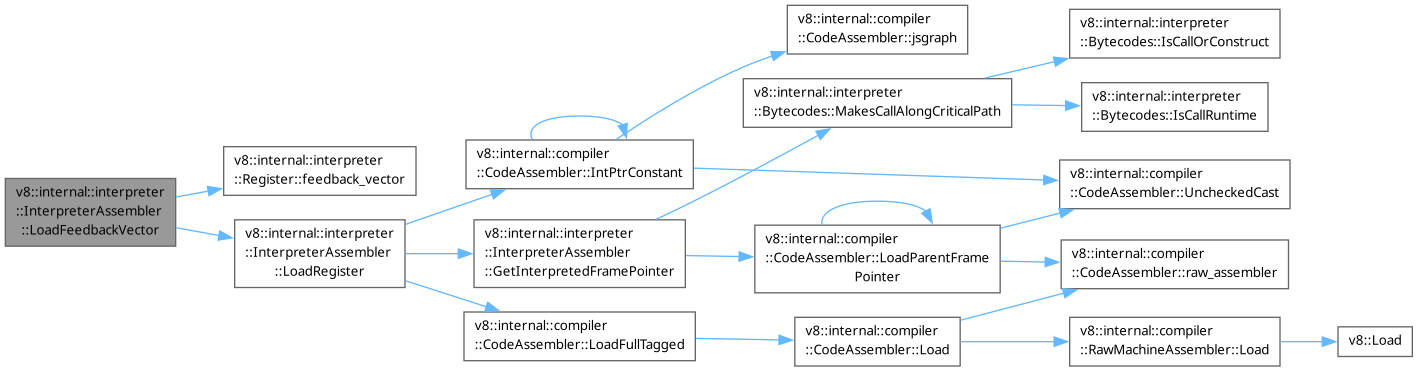 v8::internal::interpreter
::InterpreterAssembler
::LoadFeedbackVector
v8::internal::interpreter
::Register::feedback_vector
v8::internal::interpreter
::InterpreterAssembler
::LoadRegister
v8::internal::compiler
::CodeAssembler::IntPtrConstant
v8::internal::interpreter
::InterpreterAssembler
::GetInterpretedFramePointer
v8::internal::compiler
::CodeAssembler::LoadFullTagged
v8::internal::compiler
::CodeAssembler::jsgraph
v8::internal::interpreter
::Bytecodes::MakesCallAlongCriticalPath
v8::internal::compiler
::CodeAssembler::LoadParentFrame
Pointer
v8::internal::compiler
::CodeAssembler::Load
v8::internal::interpreter
::Bytecodes::IsCallOrConstruct
v8::internal::interpreter
::Bytecodes::IsCallRuntime
v8::internal::compiler
::CodeAssembler::UncheckedCast
v8::internal::compiler
::CodeAssembler::raw_assembler
v8::internal::compiler
::RawMachineAssembler::Load
v8::Load